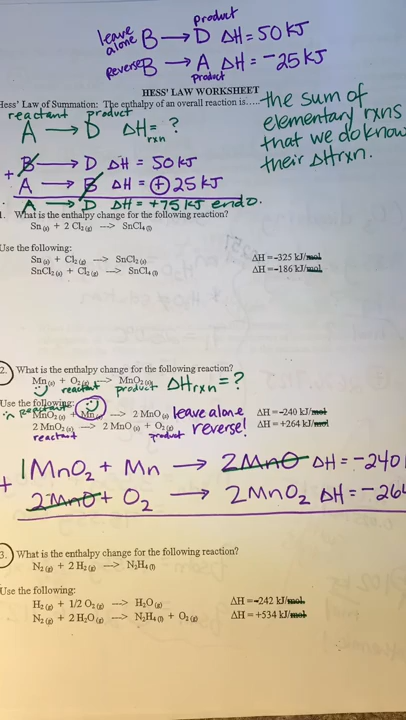 leave alone B → D ΔH = 50 KJ
product
reverse B → A ΔH = -25 KJ
product
HESS' LAW WORKSHEET
Hess' Law of Summation: The enthalpy of an overall reaction is….. the sum of
elementary rxns
that we do know
their ΔHrxn.
reactant product
A → D ΔHrxn = ?
+ B → D ΔH = 50 KJ
A → B ΔH = + 25 KJ
A → D ΔH = +75 KJ endo.
1. What is the enthalpy change for the following reaction?
Sn (s) + 2 Cl2 (g) ---> SnCl4 (l)
Use the following:
Sn (s) + Cl2 (g) ---> SnCl2 (s) ΔH = -325 kJ/mol
SnCl2 (s) + Cl2 (g) ---> SnCl4 (l) ΔH = -186 kJ/mol
2. What is the enthalpy change for the following reaction?
Mn (s) + O2 (g) ---> MnO2 (s) ΔHrxn = ?
reactant product
Use the following:
reactant
MnO2 (s) + Mn (s) ---> 2 MnO (s) leave alone ΔH = -240 kJ/mol
2 MnO2 (s) ---> 2 MnO (s) + O2 (g) reverse! ΔH = +264 kJ/mol
reactant product
1MnO2 + Mn → 2MnO ΔH = -240
+ 2MnO + O2 → 2MnO2 ΔH = -264
3. What is the enthalpy change for the following reaction?
N2 (g) + 2 H2 (g) ---> N2H4 (l)
Use the following:
H2 (g) + 1/2 O2 (g) ---> H2O (g) ΔH = -242 kJ/mol
N2 (g) + 2 H2O (g) ---> N2H4 (l) + O2 (g) ΔH = +534 kJ/mol